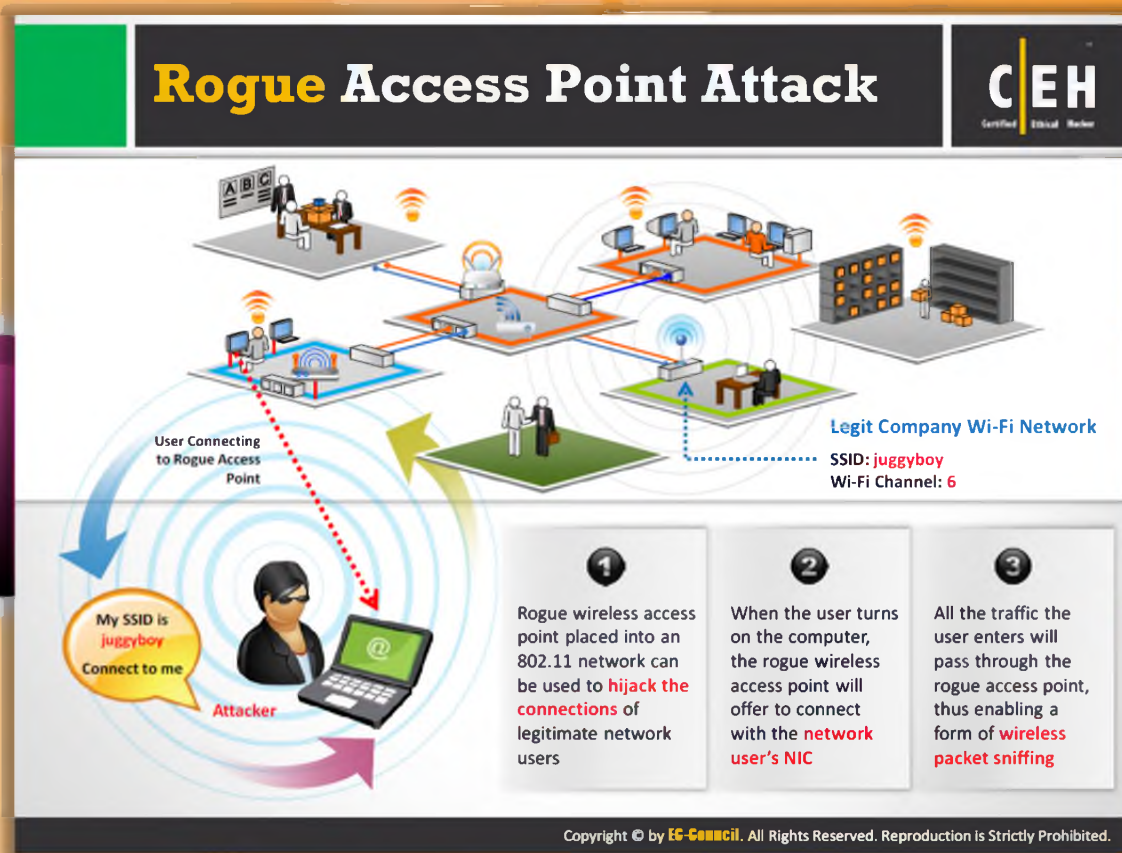 Rogue Access Point Attack
C|EH
Certified Ethical Hacker
A B C
User Connecting
to Rogue Access
Point
Legit Company Wi-Fi Network
SSID: juggyboy
Wi-Fi Channel: 6
My SSID is
juggyboy
Connect to me
@
Attacker
1
Rogue wireless access
point placed into an
802.11 network can
be used to hijack the
connections of
legitimate network
users
2
When the user turns
on the computer,
the rogue wireless
access point will
offer to connect
with the network
user's NIC
3
All the traffic the
user enters will
pass through the
rogue access point,
thus enabling a
form of wireless
packet sniffing
Copyright © by EC-Council. All Rights Reserved. Reproduction is Strictly Prohibited.